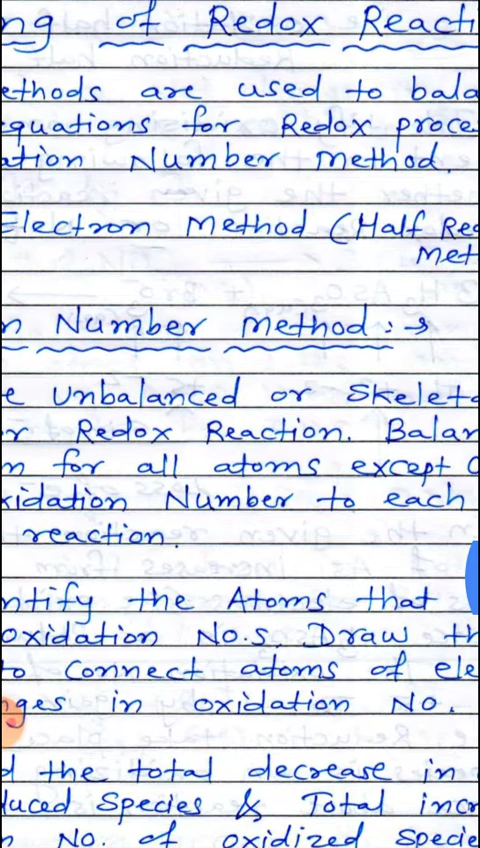 ng of Redox Reacti
ethods are used to bala
quations for Redox proce
ation Number Method.
Electron Method (Half Rea
Met
n Number Method :→
e Unbalanced or Skelet
r Redox Reaction. Balan
n for all atoms except
xidation Number to each
reaction.
ntify the Atoms that
oxidation No.s. Draw th
to connect atoms of ele
nges in oxidation No.
d the total decrease in
duced Species & Total incr
n No. of oxidized Specie